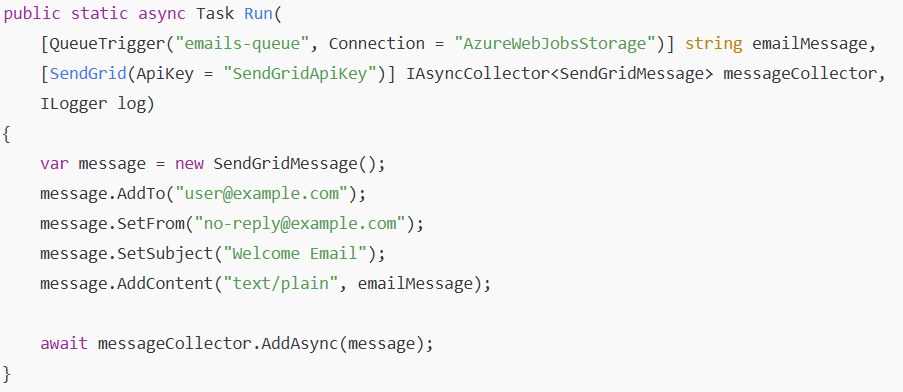 public static async Task Run(
[QueueTrigger("emails-queue", Connection = "AzureWebJobsStorage")] string emailMessage,
[SendGrid(ApiKey = "SendGridApiKey")] IAsyncCollector<SendGridMessage> messageCollector,
ILogger log)
{
var message = new SendGridMessage();
message.AddTo("user@example.com");
message.SetFrom("no-reply@example.com");
message.SetSubject("Welcome Email");
message.AddContent("text/plain", emailMessage);
await messageCollector.AddAsync(message);
}